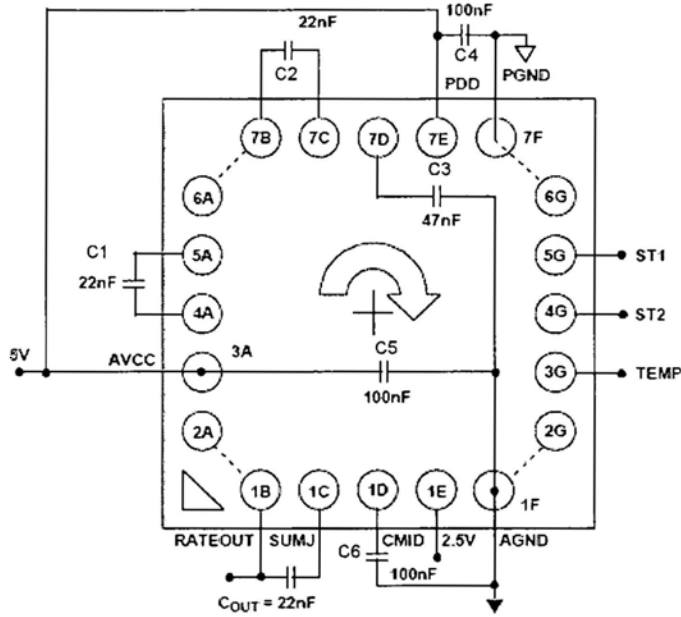 100nF
22nF
C4
C2
PDD
PGND
7B
7C
7D
7E
7F
C3
6A
6G
47nF
C1
5A
5G
ST1
22nF
4A
4G
ST2
5V
AVCC
3A
C5
3G
TEMP
100nF
2A
2G
1B
1C
1D
1E
1F
RATEOUT
SUMJ
CMID
2.5V
AGND
C6
100nF
COUT = 22nF